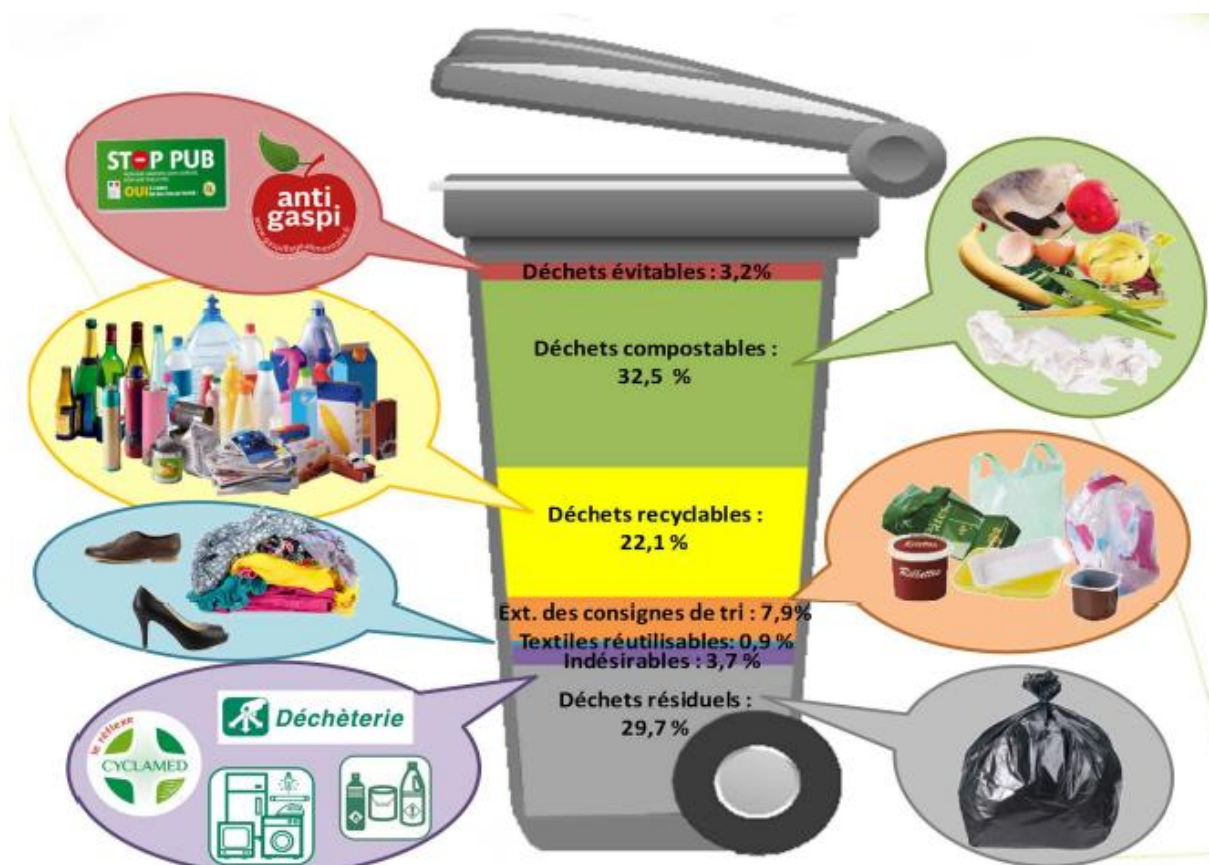 STOP PUB
OUI
anti
gaspi
Déchets évitables : 3,2%
Déchets compostables :
32,5 %
Déchets recyclables :
22,1 %
Ext. des consignes de tri : 7,9%
Rillettes
Textiles réutilisables: 0,9 %
Indésirables : 3,7 %
Déchets résiduels :
29,7 %
le réflexe
CYCLAMED
Déchèterie